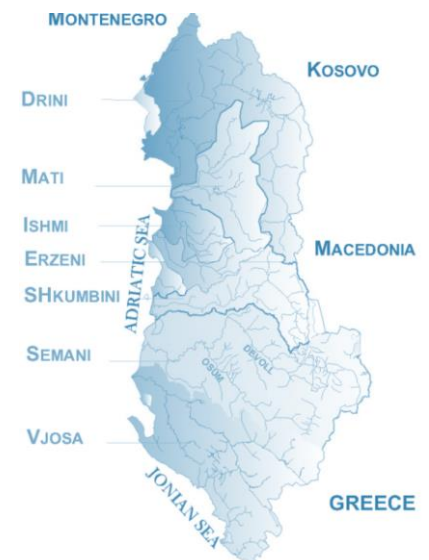 MONTENEGRO
KOSOVO
DRINI
MATI
ISHMI
ERZENI
SHKUMBINI
SEMANI
VJOSA
ADRIATIC SEA
MACEDONIA
OSUM
DEVOLL
JONIAN SEA
GREECE